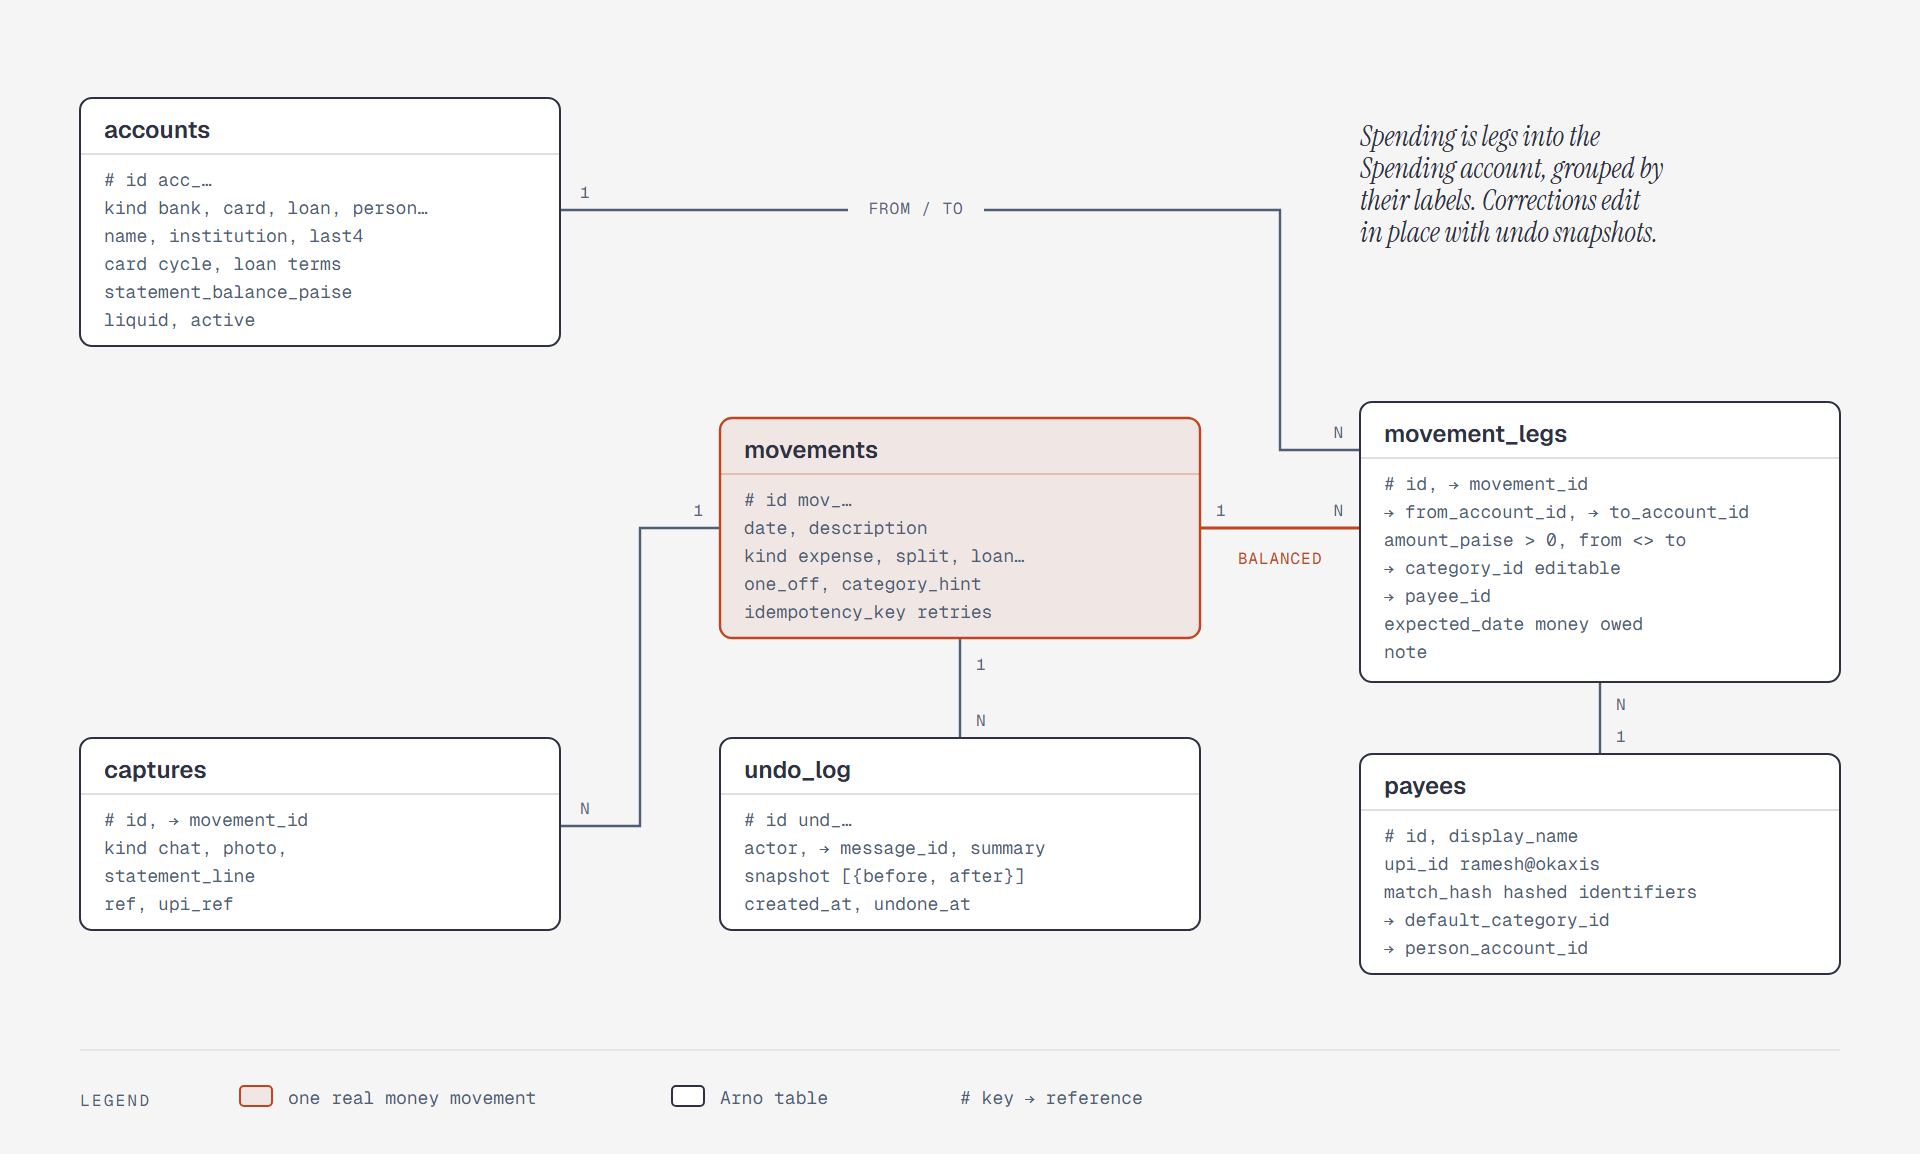 accounts
# id acc_…
kind bank, card, loan, person…
name, institution, last4
card cycle, loan terms
statement_balance_paise
liquid, active
1
FROM / TO
N
Spending is legs into the
Spending account, grouped by
their labels. Corrections edit
in place with undo snapshots.
movements
# id mov_…
date, description
kind expense, split, loan…
one_off, category_hint
idempotency_key retries
1
1
N
BALANCED
movement_legs
# id, → movement_id
→ from_account_id, → to_account_id
amount_paise > 0, from <> to
→ category_id editable
→ payee_id
expected_date money owed
note
1
N
N
1
captures
# id, → movement_id
kind chat, photo,
statement_line
ref, upi_ref
N
undo_log
# id und_…
actor, → message_id, summary
snapshot [{before, after}]
created_at, undone_at
payees
# id, display_name
upi_id ramesh@okaxis
match_hash hashed identifiers
→ default_category_id
→ person_account_id
LEGEND
one real money movement
Arno table
# key → reference